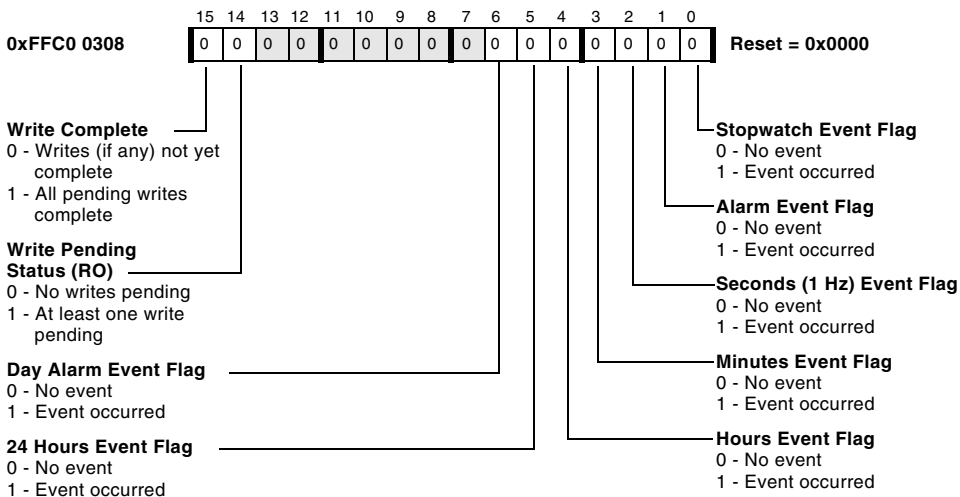 15 14 13 12 11 10 9 8 7 6 5 4 3 2 1 0
0xFFC0 0308
0 0 0 0 0 0 0 0 0 0 0 0 0 0 0 0
Reset = 0x0000
Write Complete
0 - Writes (if any) not yet
complete
1 - All pending writes
complete
Write Pending
Status (RO)
0 - No writes pending
1 - At least one write
pending
Day Alarm Event Flag
0 - No event
1 - Event occurred
24 Hours Event Flag
0 - No event
1 - Event occurred
Stopwatch Event Flag
0 - No event
1 - Event occurred
Alarm Event Flag
0 - No event
1 - Event occurred
Seconds (1 Hz) Event Flag
0 - No event
1 - Event occurred
Minutes Event Flag
0 - No event
1 - Event occurred
Hours Event Flag
0 - No event
1 - Event occurred